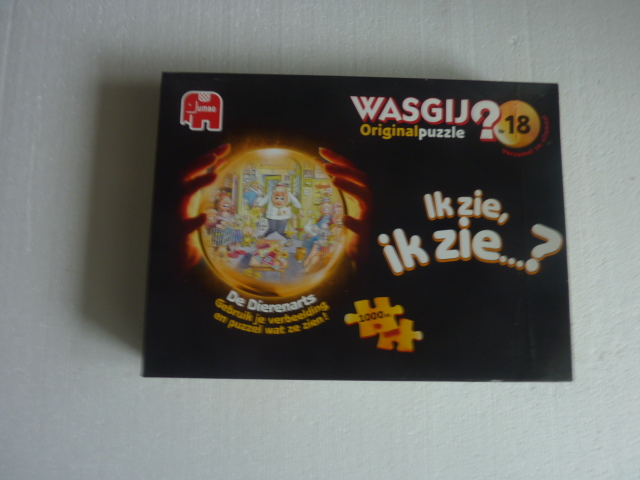 Jumbo
WASGIJ?
Originalpuzzle
18
Ik zie,
ik zie...?
De Dierenarts
Gebruik je verbeelding
en puzzel wat ze zien!
1000